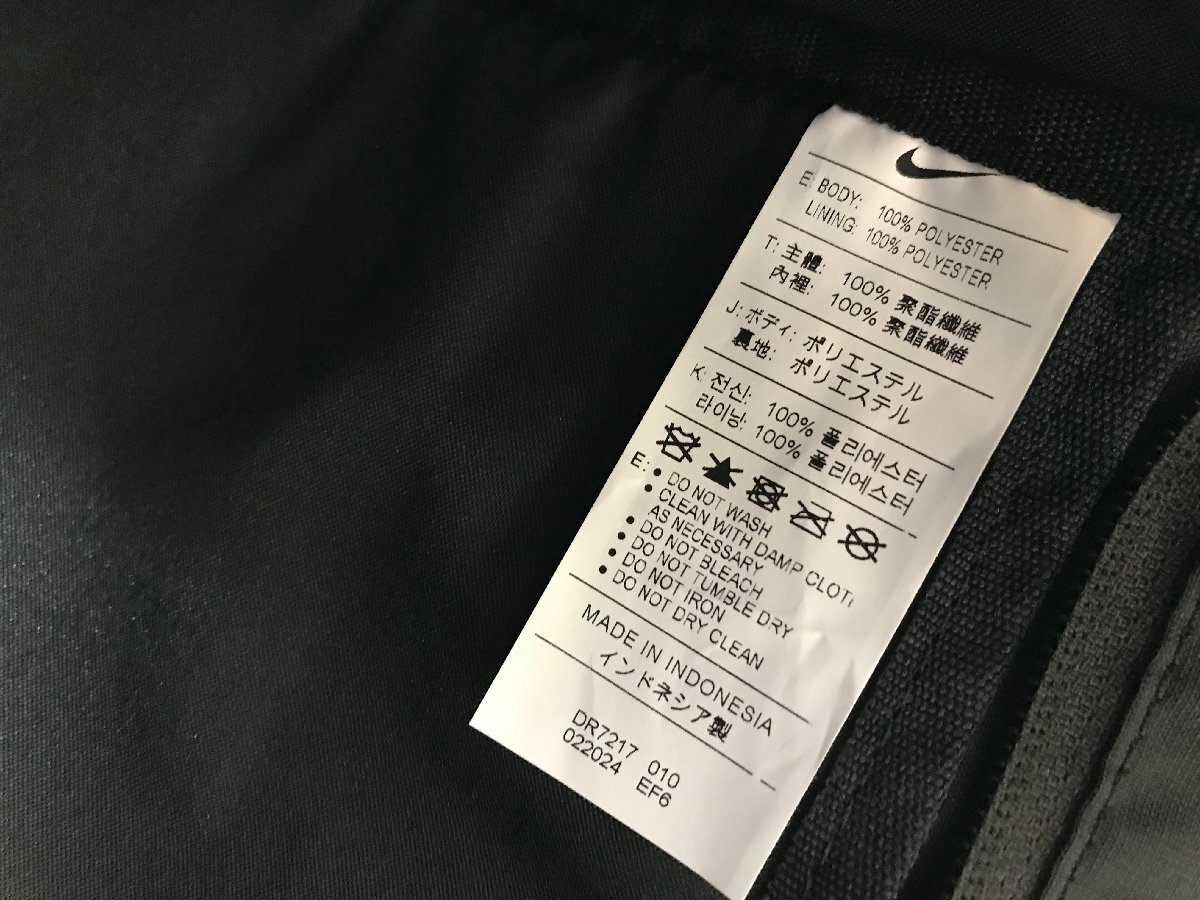 E: BODY: 100% POLYESTER
LINING: 100% POLYESTER
T: 主體: 100% 聚酯纖維
內裡: 100% 聚酯纖維
J: ボディ: ポリエステル
裏地: ポリエステル
K: 전신: 100% 폴리에스터
라이닝: 100% 폴리에스터
E: • DO NOT WASH
• CLEAN WITH DAMP CLOTH
AS NECESSARY
• DO NOT BLEACH
• DO NOT TUMBLE DRY
• DO NOT IRON
• DO NOT DRY CLEAN
MADE IN INDONESIA
インドネシア製
DR7217 010
022024 EF6